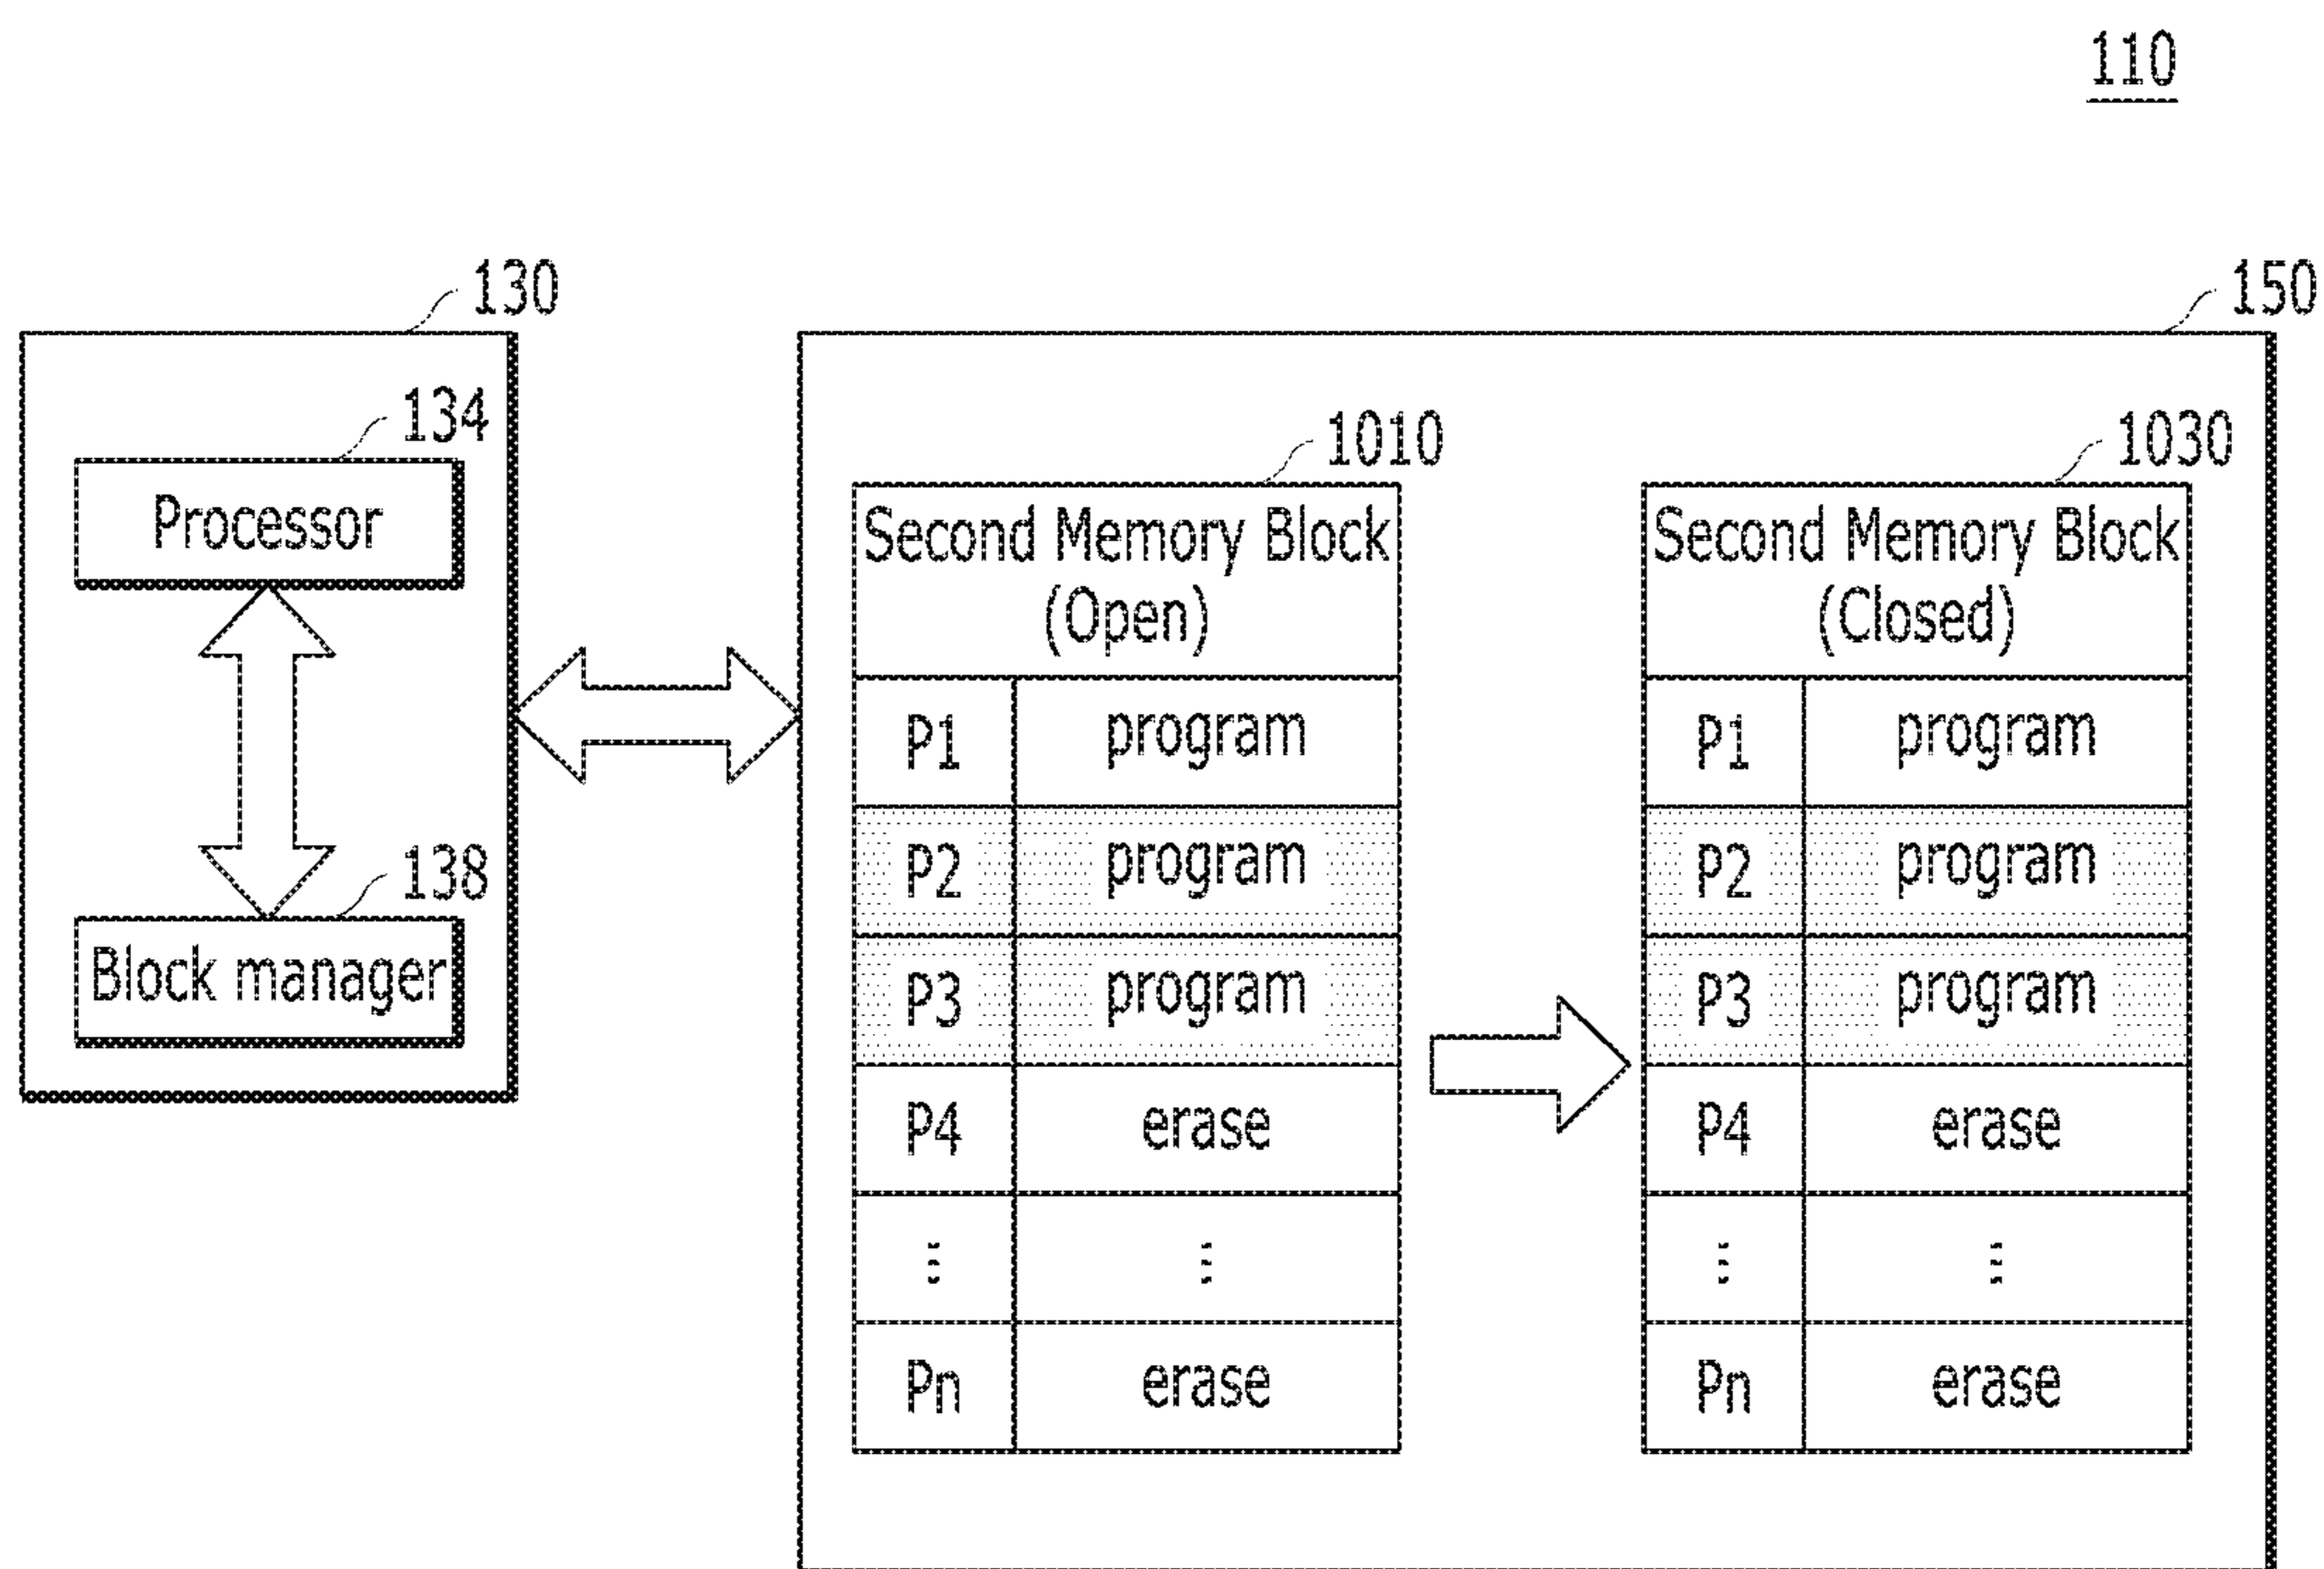 110
130
150
134
1010
1030
Processor
Second Memory Block
(Open)
Second Memory Block
(Closed)
P1 program
P1 program
138
P2 program
P2 program
Block manager
P3 program
P3 program
P4 erase
P4 erase
⋮ ⋮
⋮ ⋮
Pn erase
Pn erase